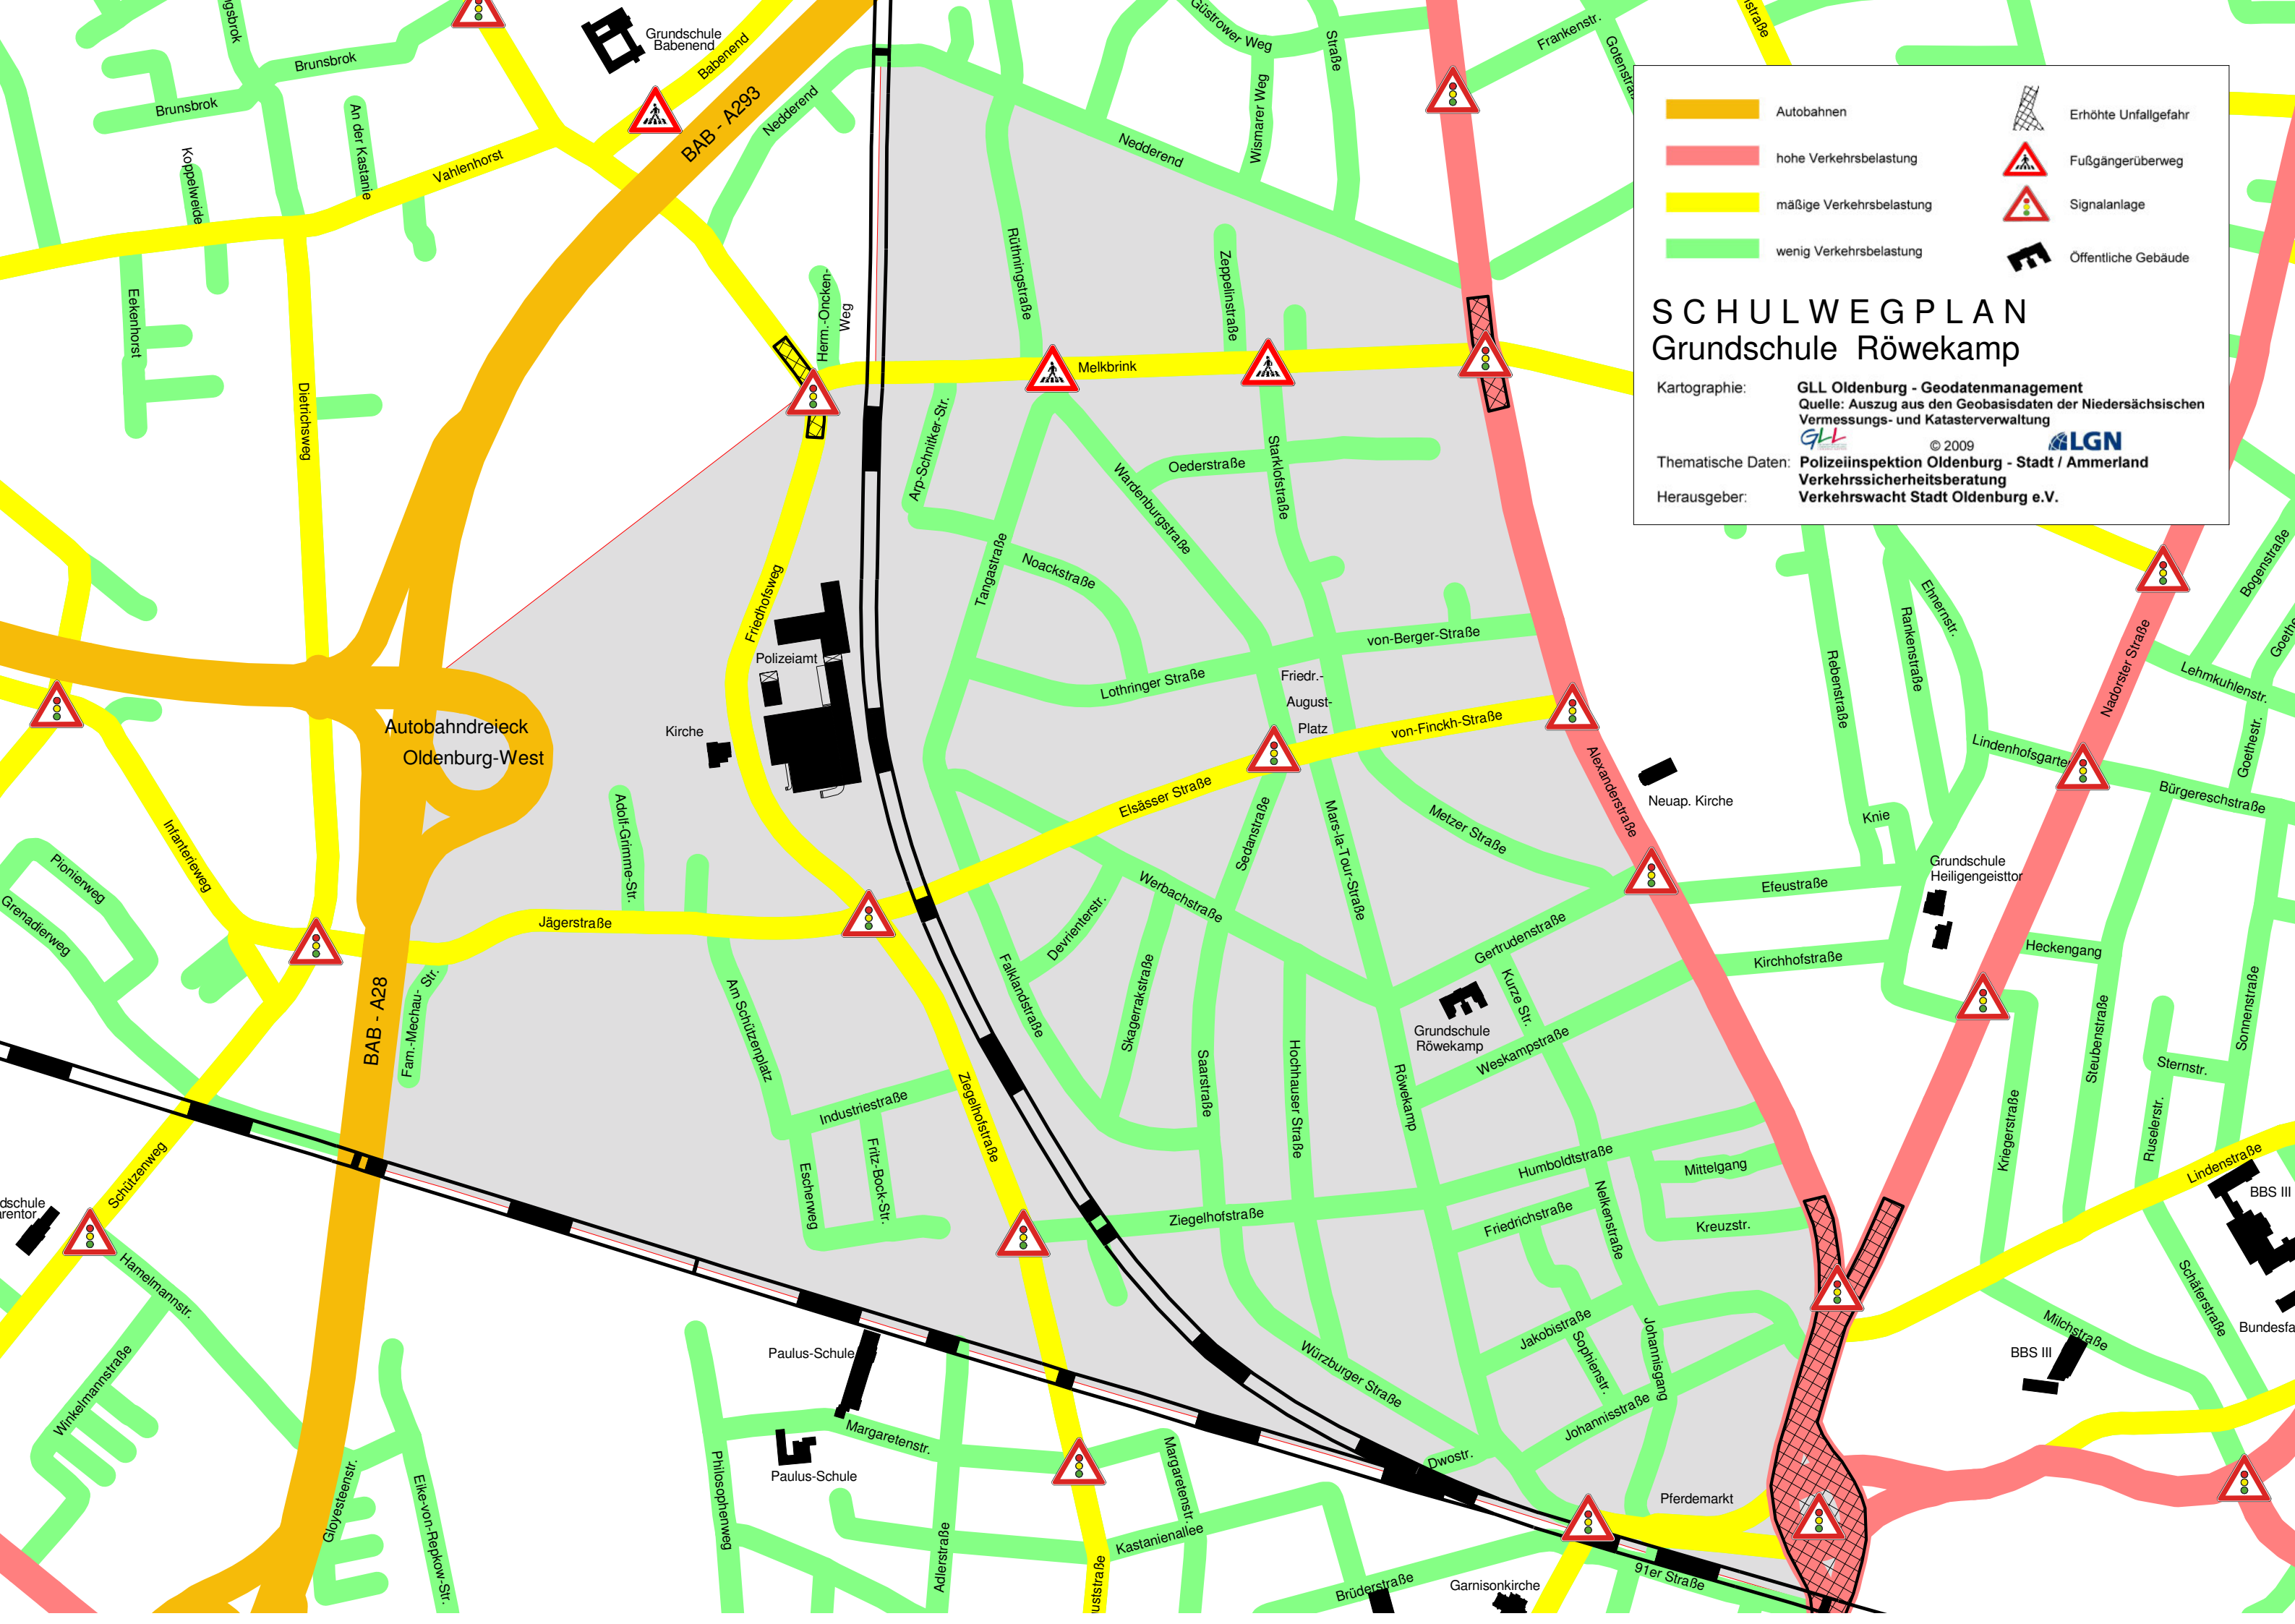 Grundschule
Babenend
Babenend
Brunsbrok
Brunsbrok
An der Kastanie
Koppelweide
Vahlenhorst
BAB - A293
Nedderend
Nedderend
Güstrower Weg
Wismarer Weg
Straße
Frankenstr.
Eekenhorst
Dietrichsweg
Herm.-Oncken-
Weg
Rüthningstraße
Zeppelinstraße
Melkbrink
Autobahnen
hohe Verkehrsbelastung
mäßige Verkehrsbelastung
wenig Verkehrsbelastung
Erhöhte Unfallgefahr
Fußgängerüberweg
Signalanlage
Öffentliche Gebäude
SCHULWEGPLAN
Grundschule Röwekamp
Kartographie: GLL Oldenburg - Geodatenmanagement
Quelle: Auszug aus den Geobasisdaten der Niedersächsischen
Vermessungs- und Katasterverwaltung
GLL © 2009 LGN
Thematische Daten: Polizeiinspektion Oldenburg - Stadt / Ammerland
Verkehrssicherheitsberatung
Herausgeber: Verkehrswacht Stadt Oldenburg e.V.
Arp-Schnitker-Str.
Oederstraße
Starklofstraße
Wardenburgstraße
Tangastraße
Noackstraße
Friedhofsweg
Polizeiamt
Kirche
Lothringer Straße
von-Berger-Straße
Friedr.-
August-
Platz
von-Finckh-Straße
Elsässer Straße
Autobahndreieck
Oldenburg-West
Alexanderstraße
Neuap. Kirche
Rebenstraße
Rankenstraße
Ehnernstr.
Nadorster Straße
Bogenstraße
Lehmkuhlenstr.
Goethestr.
Lindenhofsgarte
Bürgereschstraße
Knie
Efeustraße
Grundschule
Heiligengeisttor
Kirchhofstraße
Heckengang
Infanterieweg
Pionierweg
Grenadierweg
Adolf-Grimme-Str.
Jägerstraße
Sedanstraße
Mars-la-Tour-Straße
Metzer Straße
Werbachstraße
Devrienterstr.
Falklandstraße
Skagerrakstraße
Saarstraße
Hochhauser Straße
Gertrudenstraße
Kurze Str.
Grundschule
Röwekamp
Weskampstraße
Röwekamp
BAB - A28
Fam.-Mechau- Str.
Am Schützenplatz
Industriestraße
Fritz-Bock-Str.
Escherweg
Ziegelhofstraße
Ziegelhofstraße
Humboldtstraße
Mittelgang
Kreuzstr.
Friedrichstraße
Nelkenstraße
Jakobistraße
Sophienstr.
Johannisgang
Johannisstraße
Würzburger Straße
Dwostr.
Pferdemarkt
Kriegerstraße
Steubenstraße
Sternstr.
Ruselerstr.
Sonnenstraße
Lindenstraße
BBS III
Schäferstraße
Milchstraße
BBS III
Bundesfa
Schützenweg
dschule
arentor
Hamelmannstr.
Winkelmannstraße
Gloyesteenstr.
Eike-von-Repkow-Str.
Paulus-Schule
Paulus-Schule
Margaretenstr.
Margaretenstr.
Philosophenweg
Adlerstraße
Kastanienallee
Brüderstraße
Garnisonkirche
91er Straße